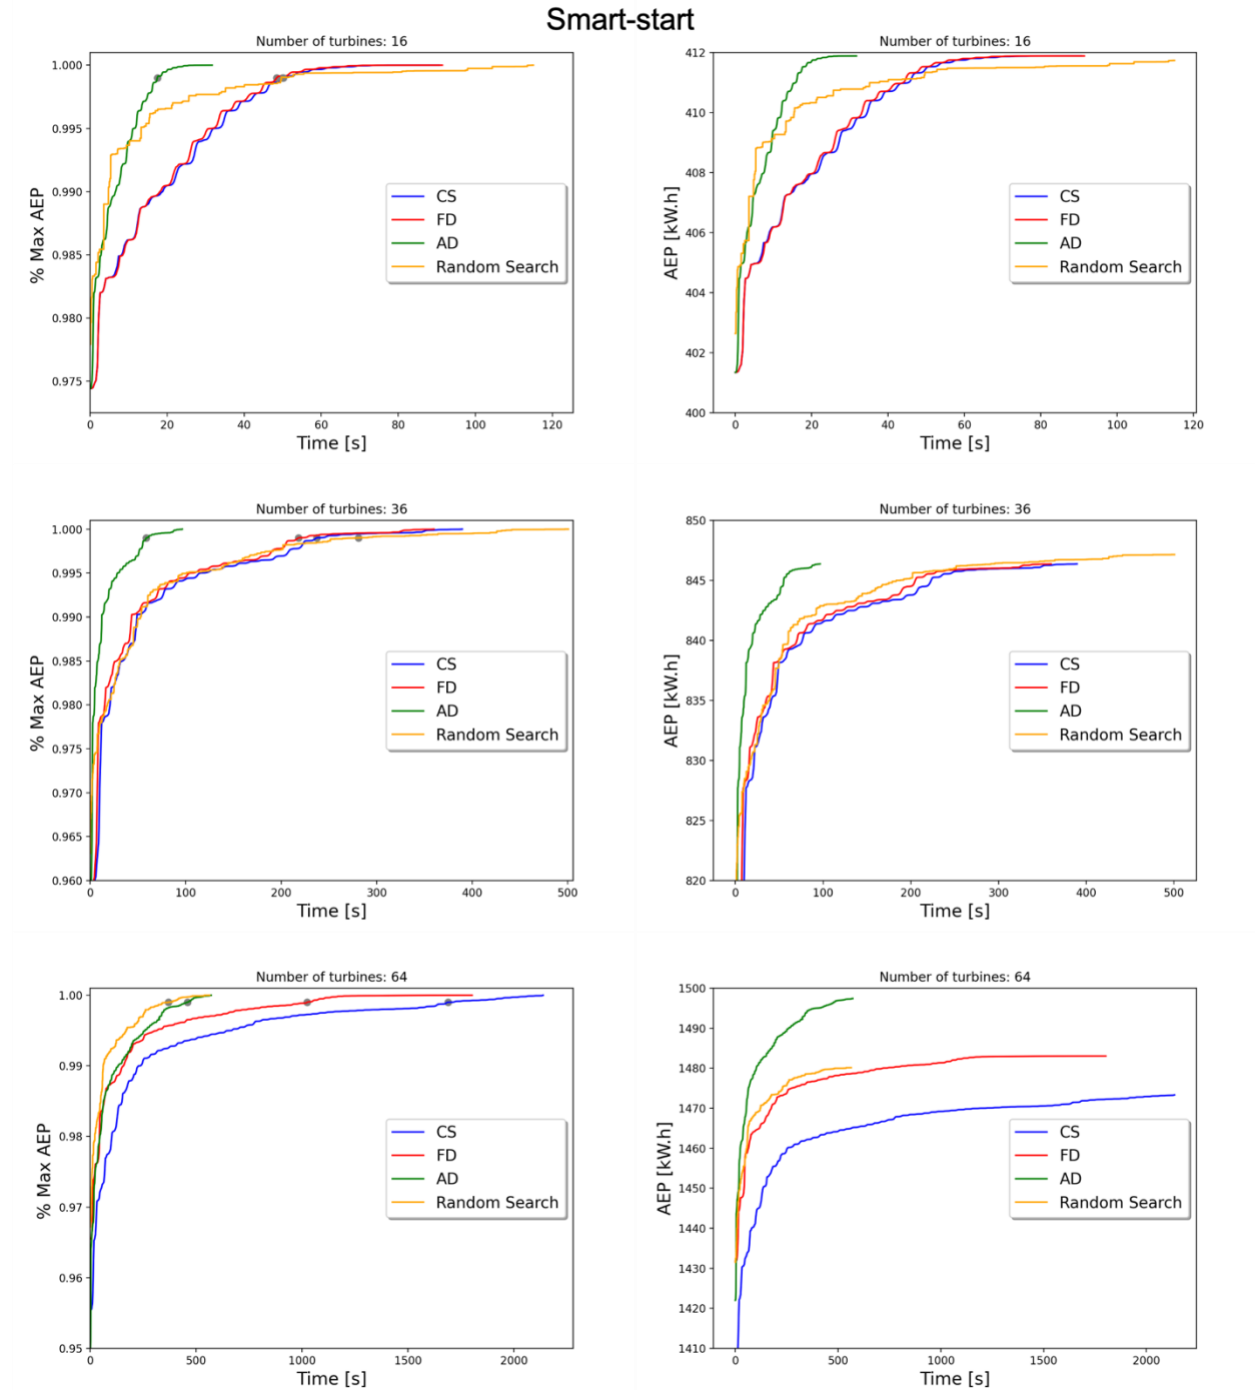 Smart-start
Number of turbines: 16
% Max AEP
1.000
0.995
0.990
0.985
0.980
0.975
CS
FD
AD
Random Search
0 20 40 60 80 100 120
Time [s]
Number of turbines: 16
AEP [kW.h]
412
410
408
406
404
402
400
CS
FD
AD
Random Search
0 20 40 60 80 100 120
Time [s]
Number of turbines: 36
% Max AEP
1.000
0.995
0.990
0.985
0.980
0.975
0.970
0.965
0.960
CS
FD
AD
Random Search
0 100 200 300 400 500
Time [s]
Number of turbines: 36
AEP [kW.h]
850
845
840
835
830
825
820
CS
FD
AD
Random Search
0 100 200 300 400 500
Time [s]
Number of turbines: 64
% Max AEP
1.00
0.99
0.98
0.97
0.96
0.95
CS
FD
AD
Random Search
0 500 1000 1500 2000
Time [s]
Number of turbines: 64
AEP [kW.h]
1500
1490
1480
1470
1460
1450
1440
1430
1420
1410
CS
FD
AD
Random Search
0 500 1000 1500 2000
Time [s]